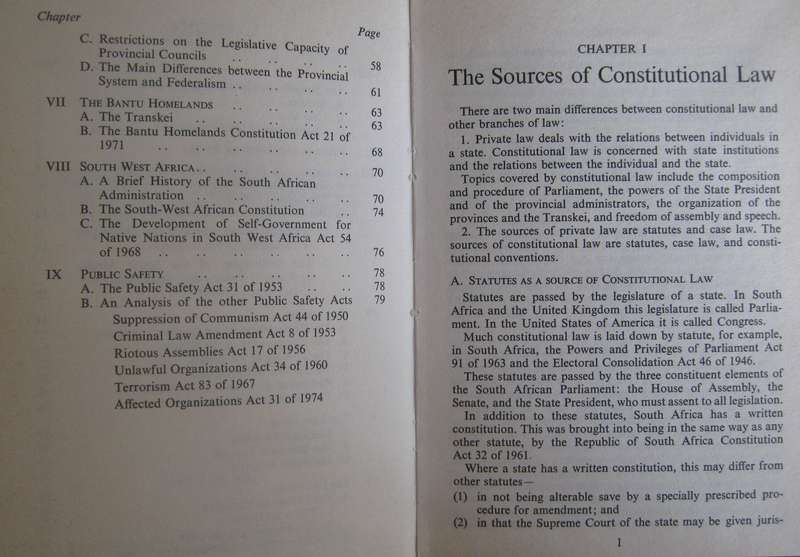 Chapter
Page
C. Restrictions on the Legislative Capacity of
Provincial Councils .. .. .. .. 58
D. The Main Differences between the Provincial
System and Federalism .. .. .. .. 61
VII THE BANTU HOMELANDS .. .. .. .. 63
A. The Transkei .. .. .. .. .. 63
B. The Bantu Homelands Constitution Act 21 of
1971 .. .. .. .. .. .. 68
VIII SOUTH WEST AFRICA.. .. .. .. .. 70
A. A Brief History of the South African
Administration .. .. .. .. .. 70
B. The South-West African Constitution .. 74
C. The Development of Self-Government for
Native Nations in South West Africa Act 54
of 1968 .. .. .. .. .. .. 76
IX PUBLIC SAFETY .. .. .. .. .. 78
A. The Public Safety Act 31 of 1953 .. .. 78
B. An Analysis of the other Public Safety Acts 79
Suppression of Communism Act 44 of 1950
Criminal Law Amendment Act 8 of 1953
Riotous Assemblies Act 17 of 1956
Unlawful Organizations Act 34 of 1960
Terrorism Act 83 of 1967
Affected Organizations Act 31 of 1974
CHAPTER I
The Sources of Constitutional Law
There are two main differences between constitutional law and
other branches of law:
1. Private law deals with the relations between individuals in
a state. Constitutional law is concerned with state institutions
and the relations between the individual and the state.
Topics covered by constitutional law include the composition
and procedure of Parliament, the powers of the State President
and of the provincial administrators, the organization of the
provinces and the Transkei, and freedom of assembly and speech.
2. The sources of private law are statutes and case law. The
sources of constitutional law are statutes, case law, and consti-
tutional conventions.
A. STATUTES AS A SOURCE OF CONSTITUTIONAL LAW
Statutes are passed by the legislature of a state. In South
Africa and the United Kingdom this legislature is called Parlia-
ment. In the United States of America it is called Congress.
Much constitutional law is laid down by statute, for example,
in South Africa, the Powers and Privileges of Parliament Act
91 of 1963 and the Electoral Consolidation Act 46 of 1946.
These statutes are passed by the three constituent elements of
the South African Parliament: the House of Assembly, the
Senate, and the State President, who must assent to all legislation.
In addition to these statutes, South Africa has a written
constitution. This was brought into being in the same way as any
other statute, by the Republic of South Africa Constitution
Act 32 of 1961.
Where a state has a written constitution, this may differ from
other statutes—
(1) in not being alterable save by a specially prescribed pro-
cedure for amendment; and
(2) in that the Supreme Court of the state may be given juris-
1